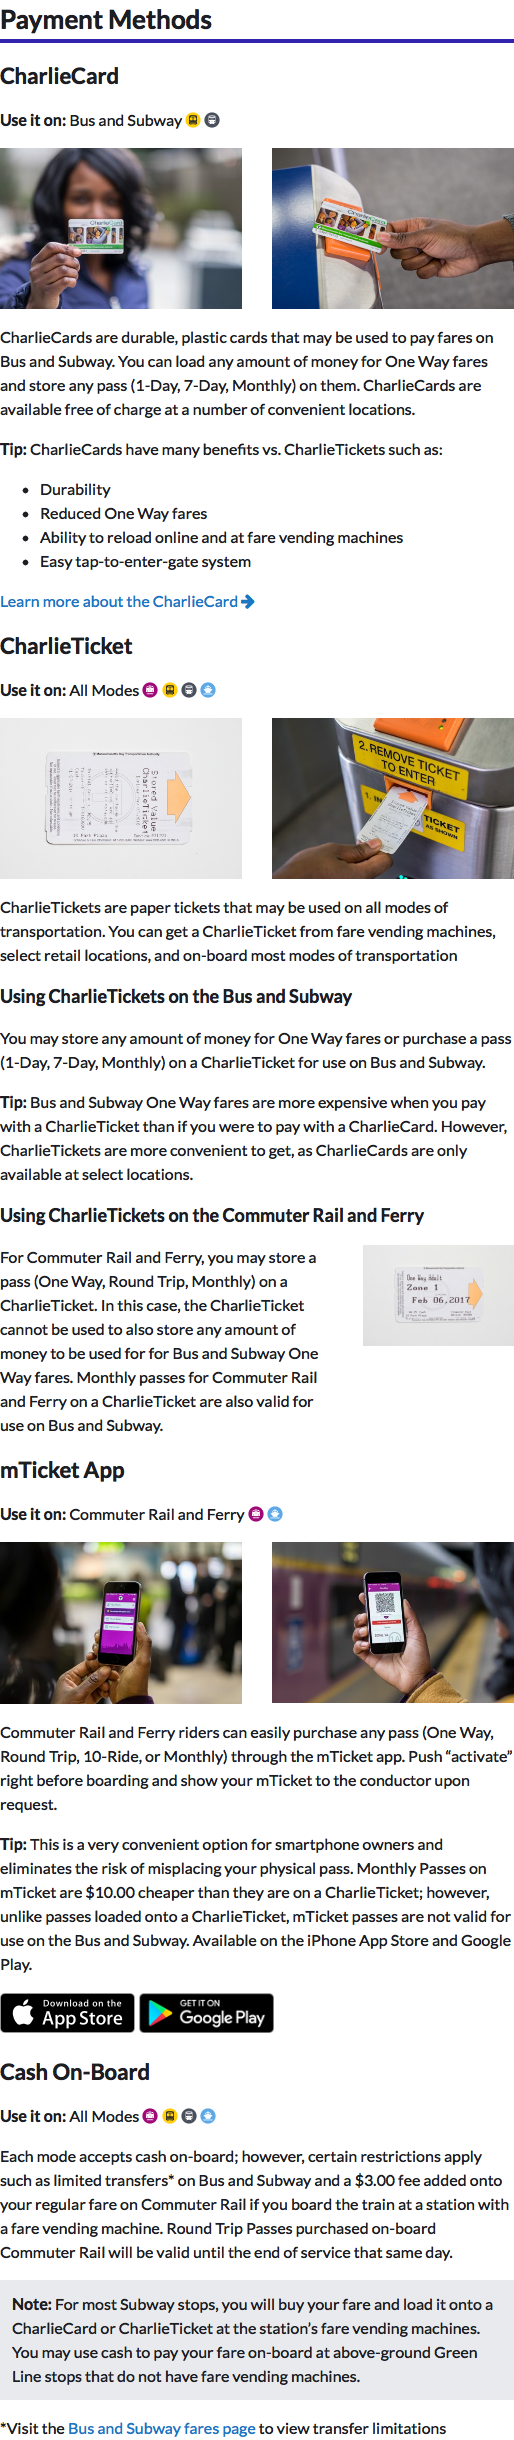 Payment Methods
CharlieCard
Use it on: Bus and Subway
CharlieCard
CharlieCards are durable, plastic cards that may be used to pay fares on
Bus and Subway. You can load any amount of money for One Way fares
and store any pass (1-Day, 7-Day, Monthly) on them. CharlieCards are
available free of charge at a number of convenient locations.
Tip: CharlieCards have many benefits vs. CharlieTickets such as:
• Durability
• Reduced One Way fares
• Ability to reload online and at fare vending machines
• Easy tap-to-enter-gate system
Learn more about the CharlieCard
CharlieTicket
Use it on: All Modes
Stored Value
CharlieTicket
2. REMOVE TICKET
TO ENTER
TICKET
AS SHOWN
CharlieTickets are paper tickets that may be used on all modes of
transportation. You can get a CharlieTicket from fare vending machines,
select retail locations, and on-board most modes of transportation
Using CharlieTickets on the Bus and Subway
You may store any amount of money for One Way fares or purchase a pass
(1-Day, 7-Day, Monthly) on a CharlieTicket for use on Bus and Subway.
Tip: Bus and Subway One Way fares are more expensive when you pay
with a CharlieTicket than if you were to pay with a CharlieCard. However,
CharlieTickets are more convenient to get, as CharlieCards are only
available at select locations.
Using CharlieTickets on the Commuter Rail and Ferry
For Commuter Rail and Ferry, you may store a
pass (One Way, Round Trip, Monthly) on a
CharlieTicket. In this case, the CharlieTicket
cannot be used to also store any amount of
money to be used for for Bus and Subway One
Way fares. Monthly passes for Commuter Rail
and Ferry on a CharlieTicket are also valid for
use on Bus and Subway.
One Way Adult
Zone 1
Feb 06,2017
mTicket App
Use it on: Commuter Rail and Ferry
Commuter Rail and Ferry riders can easily purchase any pass (One Way,
Round Trip, 10-Ride, or Monthly) through the mTicket app. Push “activate”
right before boarding and show your mTicket to the conductor upon
request.
Tip: This is a very convenient option for smartphone owners and
eliminates the risk of misplacing your physical pass. Monthly Passes on
mTicket are $10.00 cheaper than they are on a CharlieTicket; however,
unlike passes loaded onto a CharlieTicket, mTicket passes are not valid for
use on the Bus and Subway. Available on the iPhone App Store and Google
Play.
Download on the App Store
GET IT ON Google Play
Cash On-Board
Use it on: All Modes
Each mode accepts cash on-board; however, certain restrictions apply
such as limited transfers* on Bus and Subway and a $3.00 fee added onto
your regular fare on Commuter Rail if you board the train at a station with
a fare vending machine. Round Trip Passes purchased on-board
Commuter Rail will be valid until the end of service that same day.
Note: For most Subway stops, you will buy your fare and load it onto a
CharlieCard or CharlieTicket at the station’s fare vending machines.
You may use cash to pay your fare on-board at above-ground Green
Line stops that do not have fare vending machines.
*Visit the Bus and Subway fares page to view transfer limitations